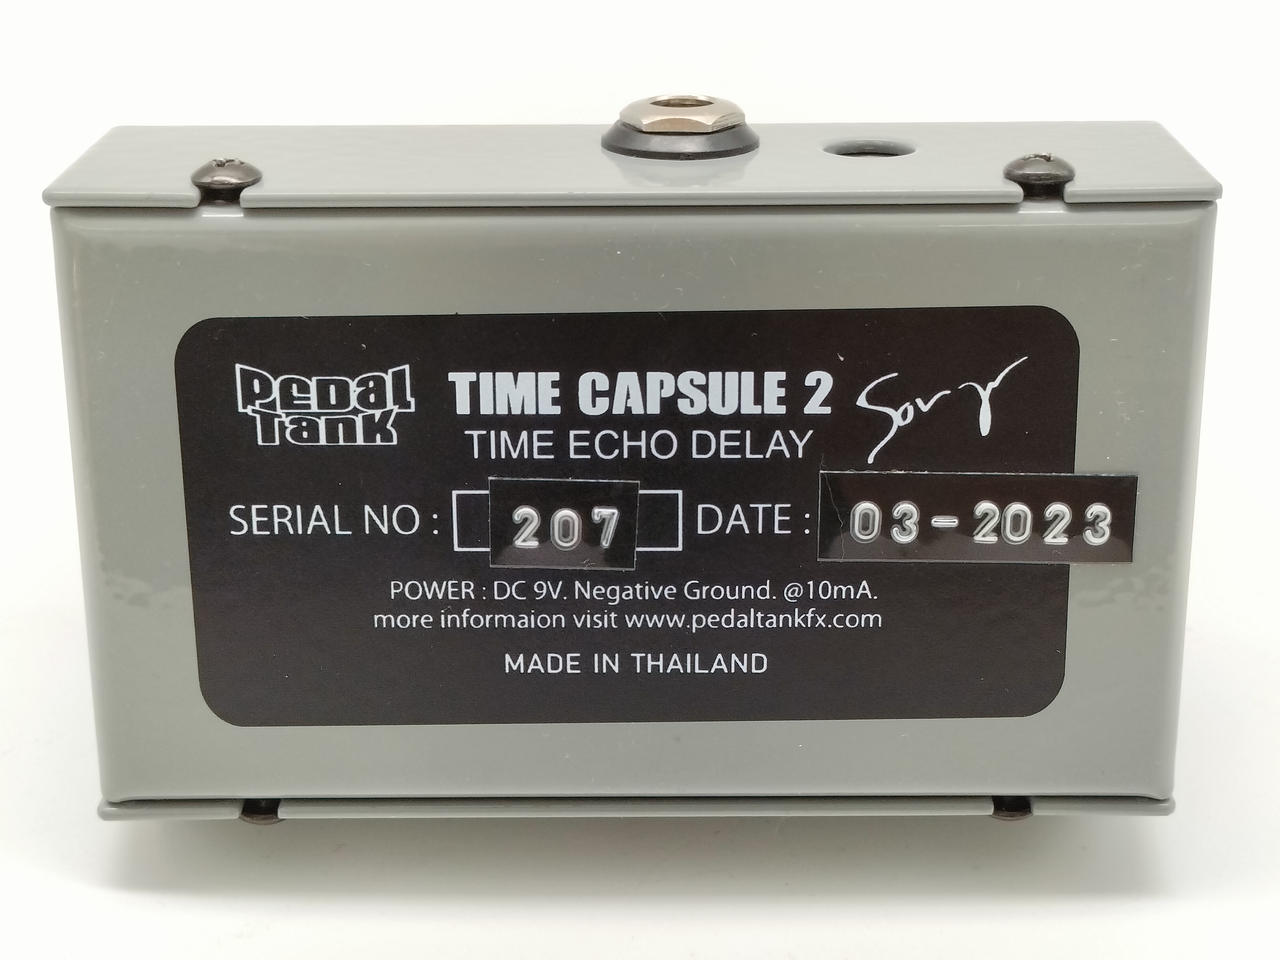 Pedal Tank
TIME CAPSULE 2
TIME ECHO DELAY
SERIAL NO : 207 DATE : 03-2023
POWER : DC 9V. Negative Ground. @10mA.
more informaion visit www.pedaltankfx.com
MADE IN THAILAND